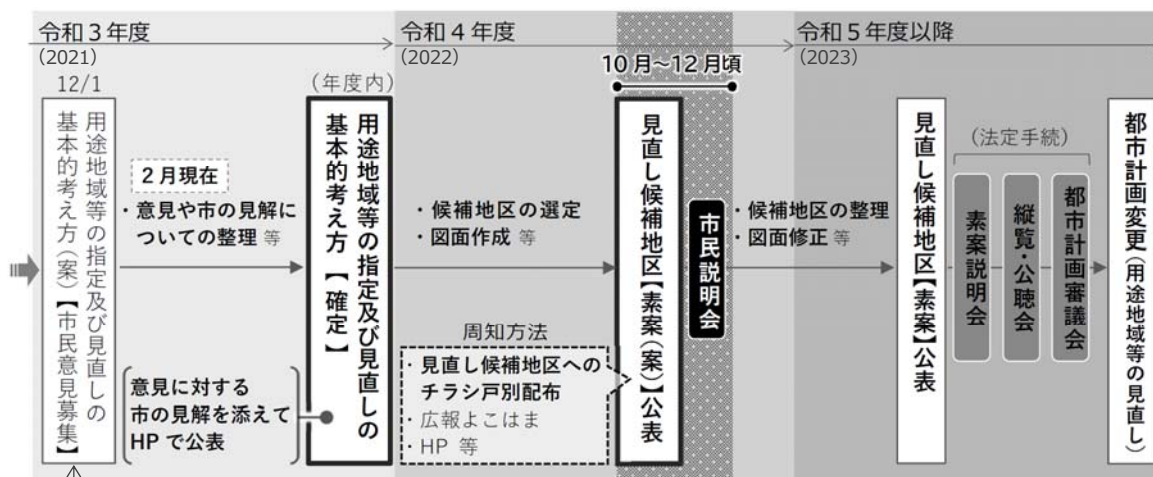 令和3年度
(2021)
令和4年度
(2022)
令和5年度以降
(2023)
12/1
用途地域等の指定及び見直しの
基本的考え方(案)【市民意見募集】
2月現在
・意見や市の見解に
ついての整理 等
意見に対する
市の見解を添えて
HPで公表
(年度内)
用途地域等の指定及び見直しの
基本的考え方【確定】
・候補地区の選定
・図面作成 等
周知方法
・見直し候補地区への
チラシ戸別配布
・広報よこはま
・HP 等
10月~12月頃
見直し候補地区【素案(案)】公表
市民説明会
・候補地区の整理
・図面修正 等
見直し候補地区【素案】公表
(法定手続)
素案説明会
縦覧・公聴会
都市計画審議会
都市計画変更(用途地域等の見直し)